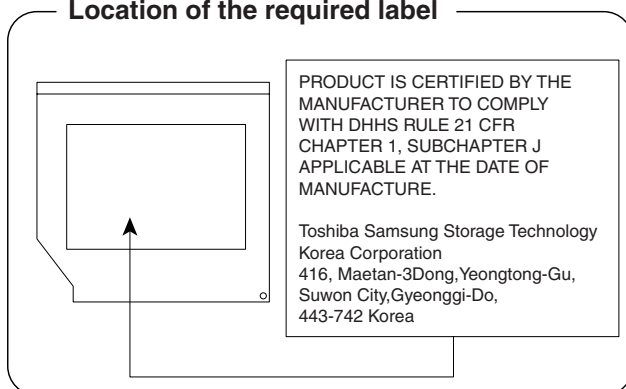 Location of the required label
PRODUCT IS CERTIFIED BY THE
MANUFACTURER TO COMPLY
WITH DHHS RULE 21 CFR
CHAPTER 1, SUBCHAPTER J
APPLICABLE AT THE DATE OF
MANUFACTURE.
Toshiba Samsung Storage Technology
Korea Corporation
416, Maetan-3Dong,Yeongtong-Gu,
Suwon City,Gyeonggi-Do,
443-742 Korea